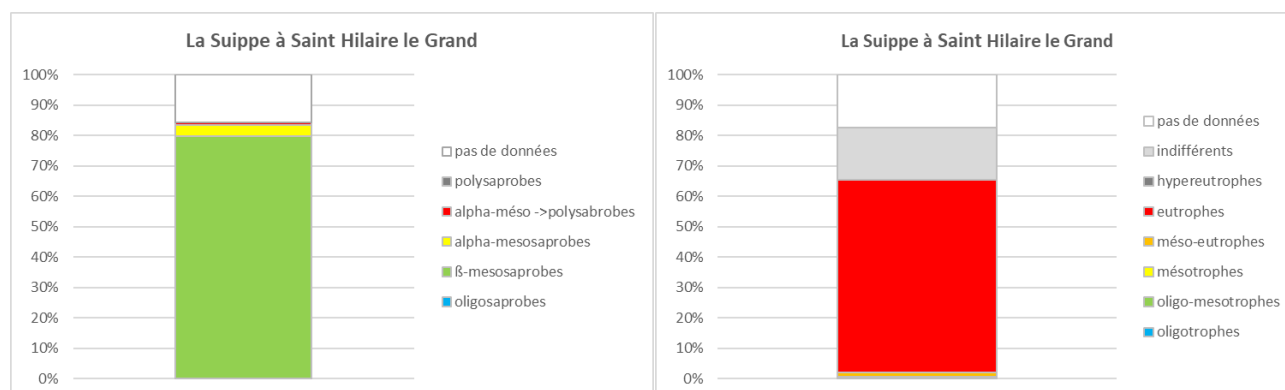 La Suippe à Saint Hilaire le Grand
100%
90%
80%
70%
60%
50%
40%
30%
20%
10%
0%
pas de données
polysaprobes
alpha-méso ->polysabrobes
alpha-mesosaprobes
ß-mesosaprobes
oligosaprobes
La Suippe à Saint Hilaire le Grand
100%
90%
80%
70%
60%
50%
40%
30%
20%
10%
0%
pas de données
indifférents
hypereutrophes
eutrophes
méso-eutrophes
mésotrophes
oligo-mesotrophes
oligotrophes